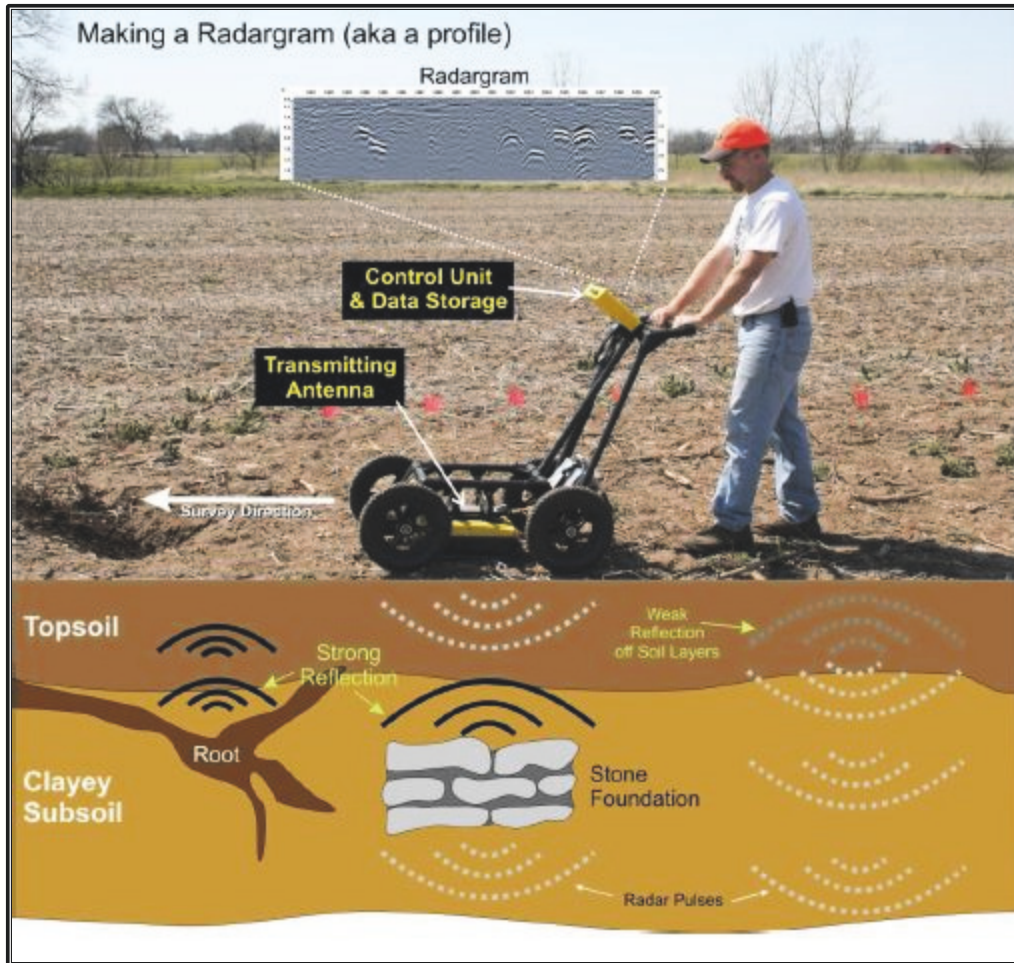 Making a Radargram (aka a profile)
Radargram
Control Unit
& Data Storage
Transmitting
Antenna
Survey Direction
Topsoil
Weak
Reflection
off Soil Layers
Strong
Reflection
Root
Clayey
Subsoil
Stone
Foundation
Radar Pulses